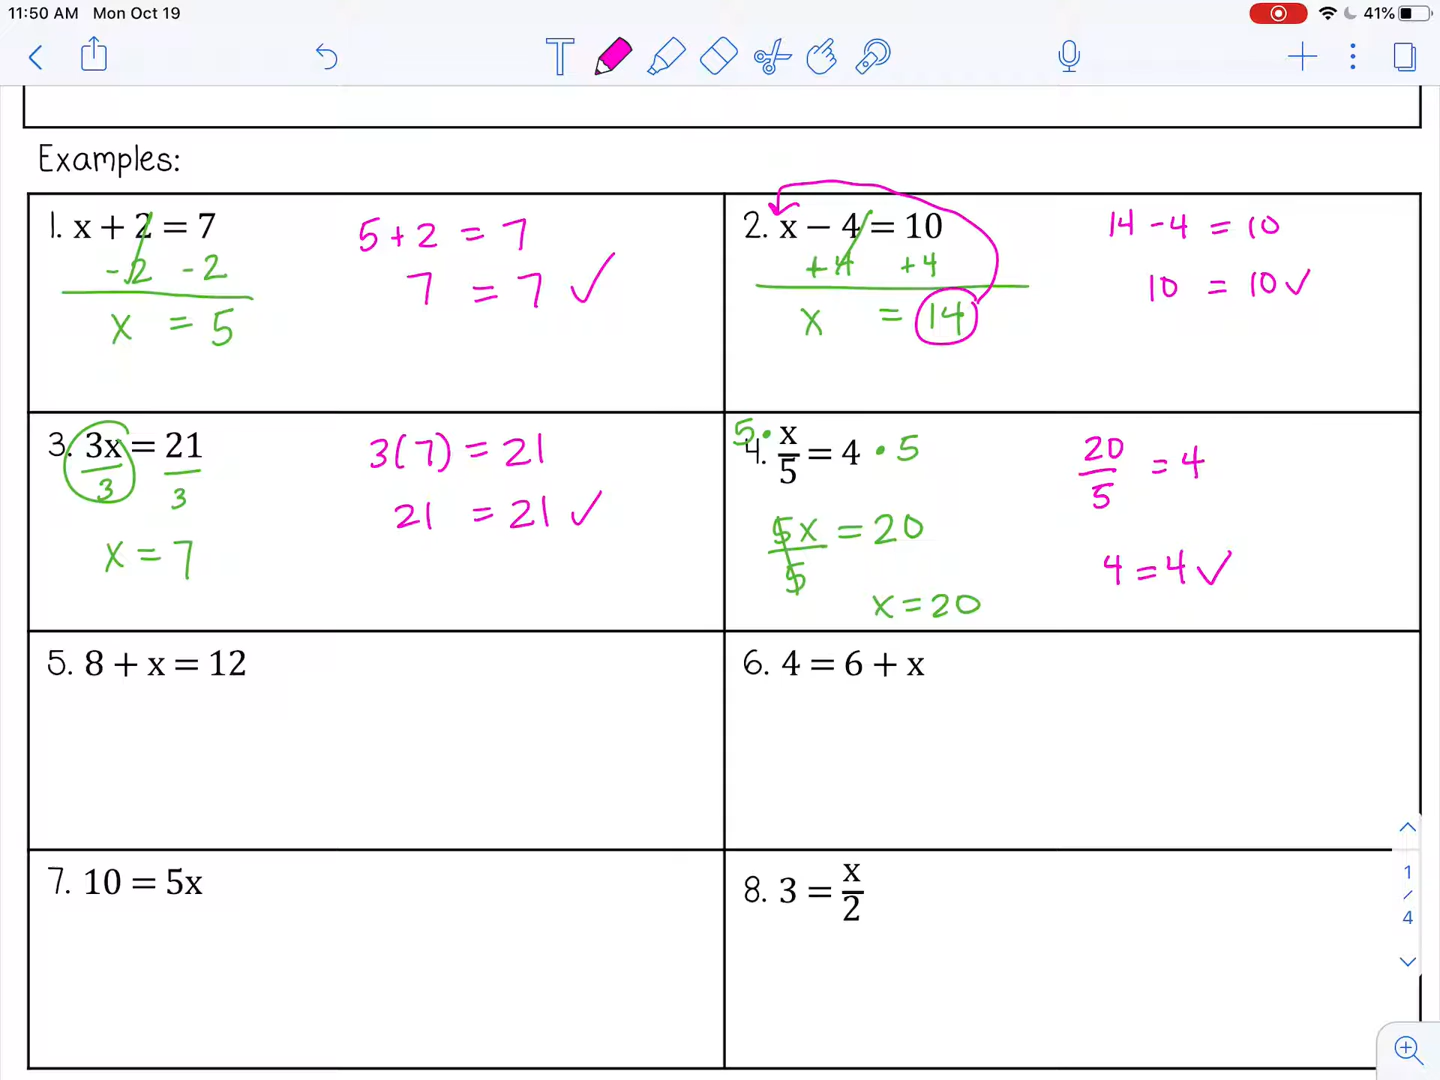 11:50 AM Mon Oct 19
41%
T
Examples:
1. x + 2 = 7
-2 -2
x = 5
5 + 2 = 7
7 = 7 ✓
2. x − 4 = 10
+4 +4
x = 14
14 - 4 = 10
10 = 10 ✓
3. 3x = 21
3 3
x = 7
3(7) = 21
21 = 21 ✓
5 • 4. x/5 = 4 • 5
5x/5 = 20
x = 20
20/5 = 4
4 = 4 ✓
5. 8 + x = 12
6. 4 = 6 + x
7. 10 = 5x
8. 3 = x/2
1
/
4